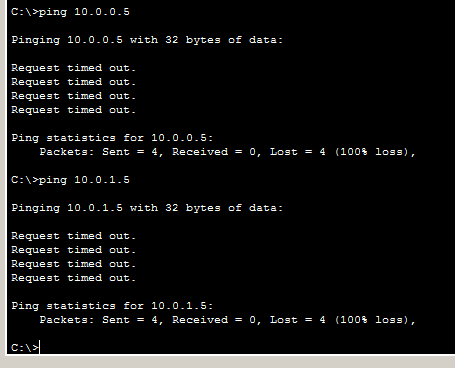 C:\>ping 10.0.0.5
Pinging 10.0.0.5 with 32 bytes of data:
Request timed out.
Request timed out.
Request timed out.
Request timed out.
Ping statistics for 10.0.0.5:
    Packets: Sent = 4, Received = 0, Lost = 4 (100% loss),
C:\>ping 10.0.1.5
Pinging 10.0.1.5 with 32 bytes of data:
Request timed out.
Request timed out.
Request timed out.
Request timed out.
Ping statistics for 10.0.1.5:
    Packets: Sent = 4, Received = 0, Lost = 4 (100% loss),
C:\>